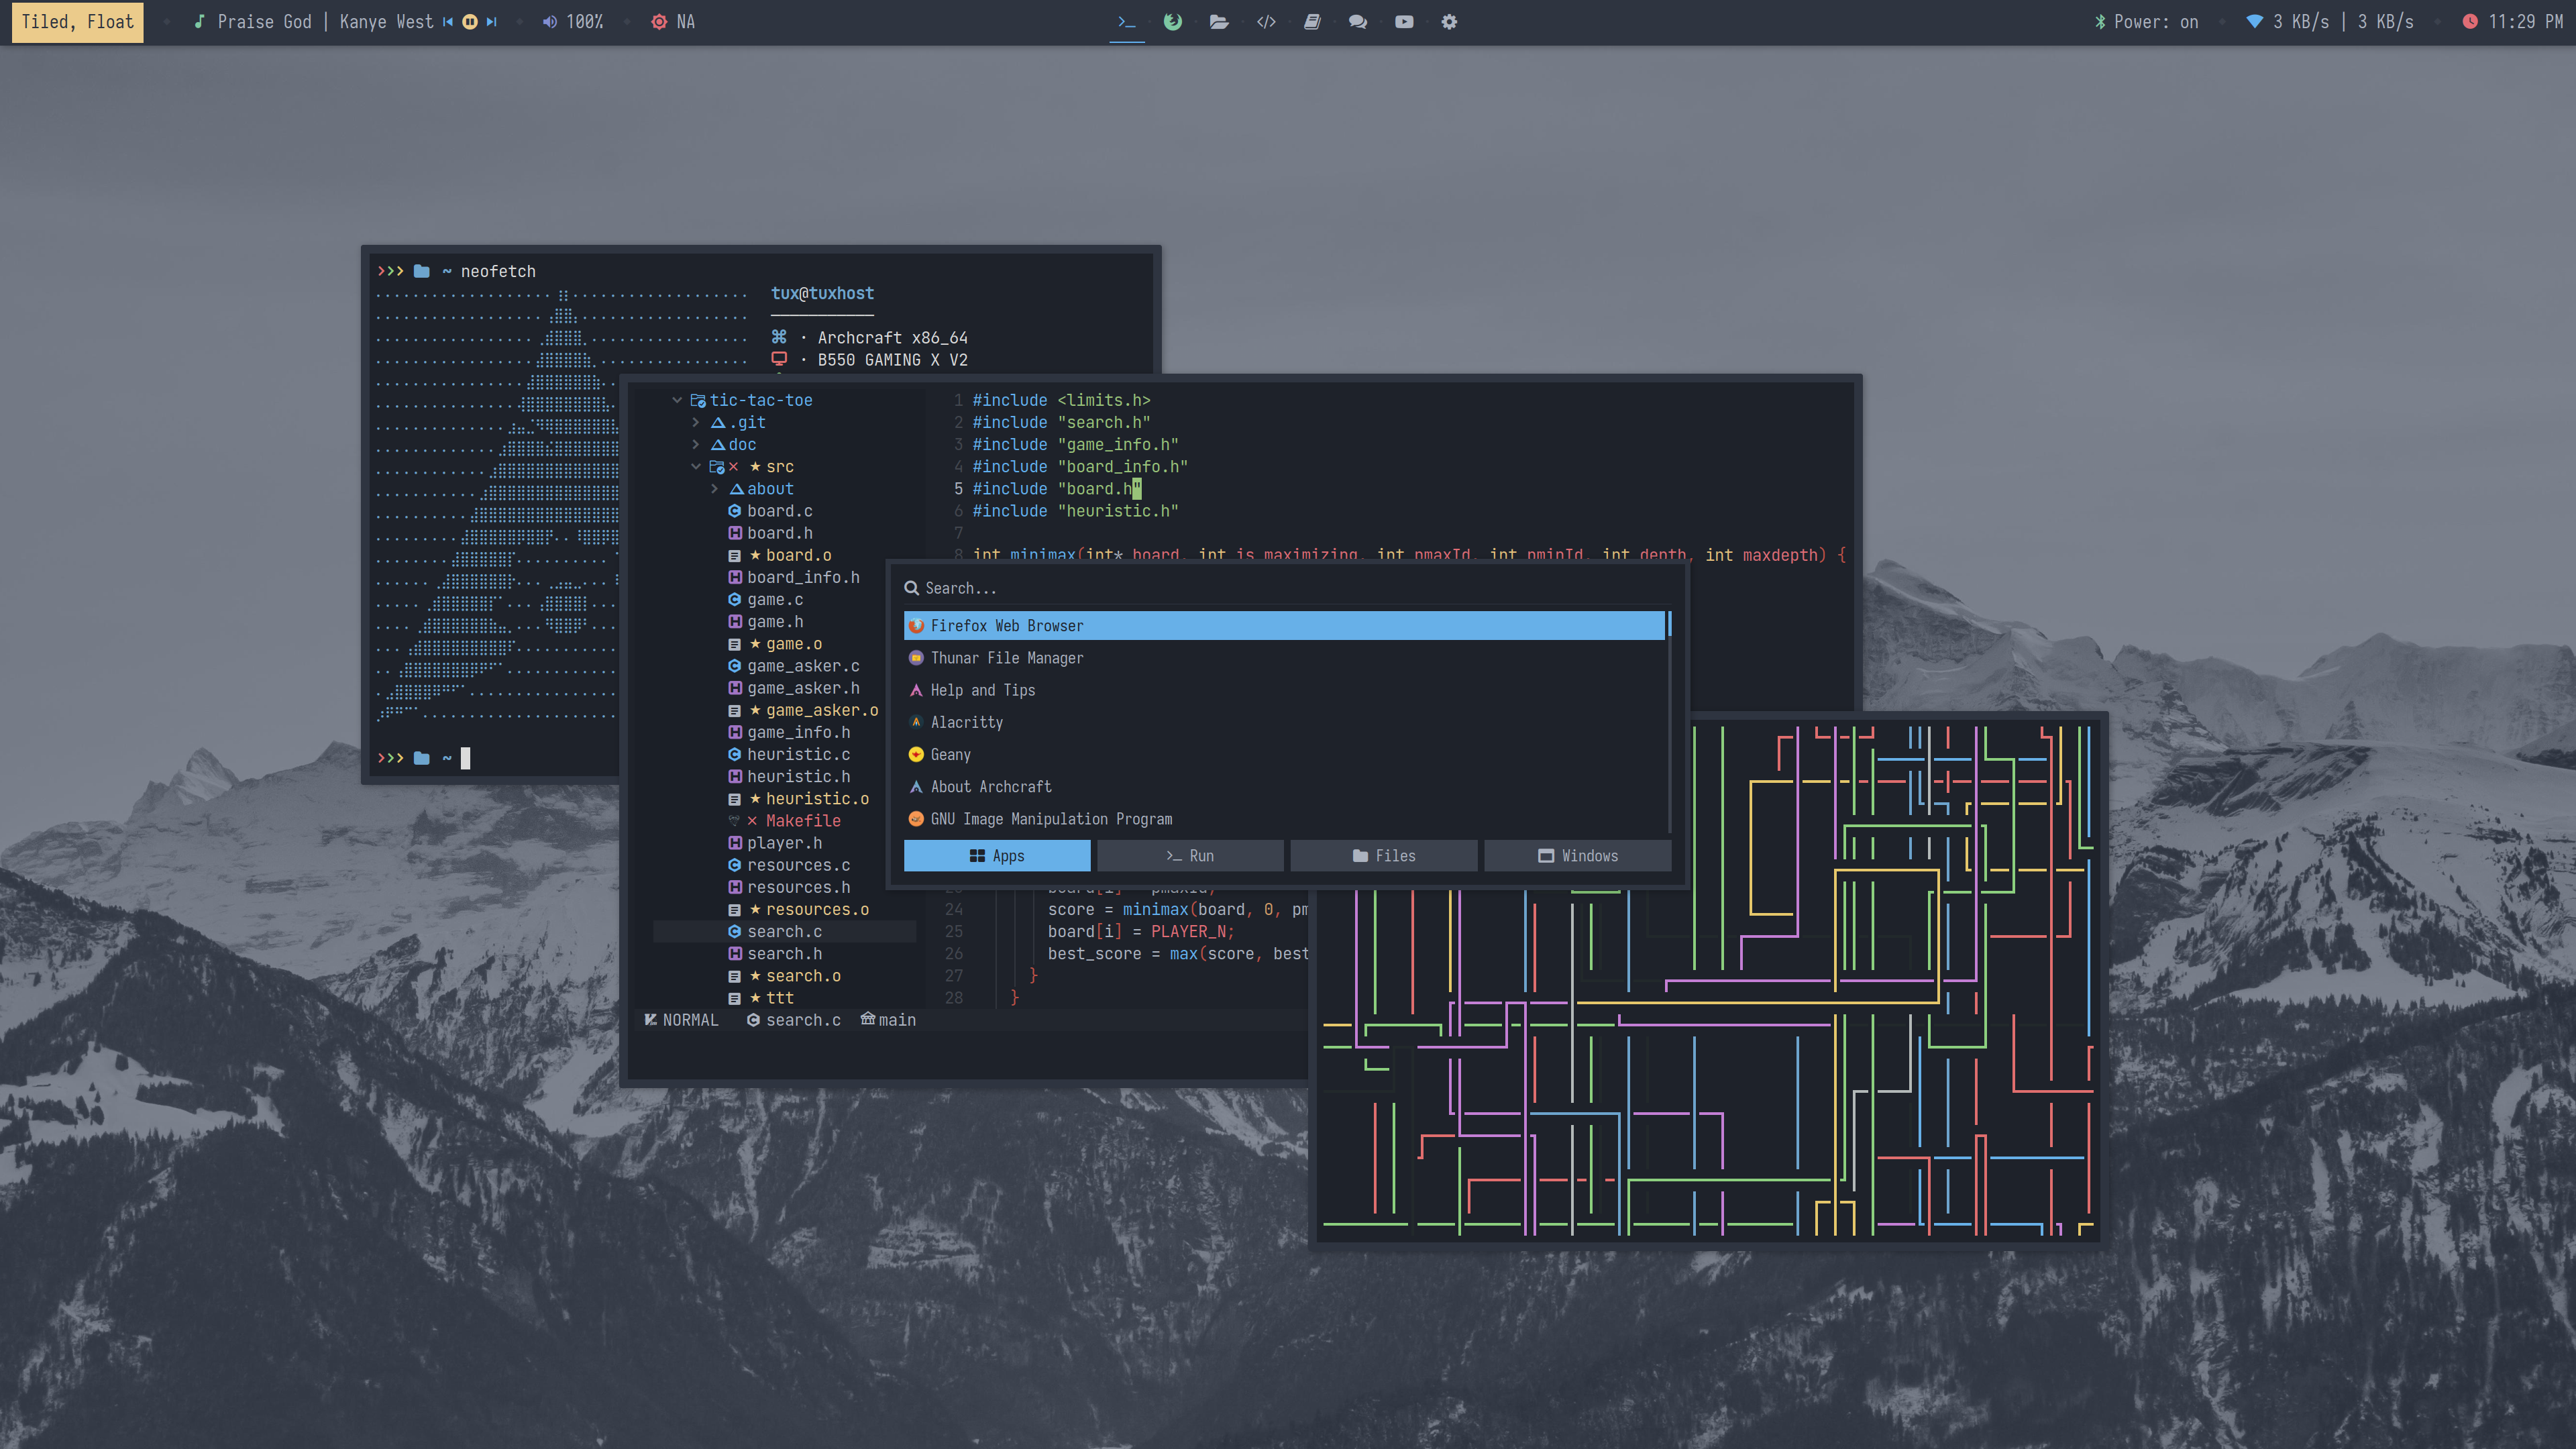 Tiled, Float
Praise God | Kanye West
100%
NA
Power: on
3 KB/s | 3 KB/s
11:29 PM
>>> ~ neofetch
tux@tuxhost
· Archcraft x86_64
· B550 GAMING X V2
>>> ~
tic-tac-toe
.git
doc
src
about
board.c
board.h
board.o
board_info.h
game.c
game.h
game.o
game_asker.c
game_asker.h
game_asker.o
game_info.h
heuristic.c
heuristic.h
heuristic.o
Makefile
player.h
resources.c
resources.h
resources.o
search.c
search.h
search.o
ttt
1 #include <limits.h>
2 #include "search.h"
3 #include "game_info.h"
4 #include "board_info.h"
5 #include "board.h"
6 #include "heuristic.h"
7
8 int minimax(int* board, int is_maximizing, int pmaxId, int pminId, int depth, int maxdepth) {
Search...
Firefox Web Browser
Thunar File Manager
Help and Tips
Alacritty
Geany
About Archcraft
GNU Image Manipulation Program
Apps
>_ Run
Files
Windows
24 score = minimax(board, 0, pm
25 board[i] = PLAYER_N;
26 best_score = max(score, best
27 }
28 }
NORMAL search.c main